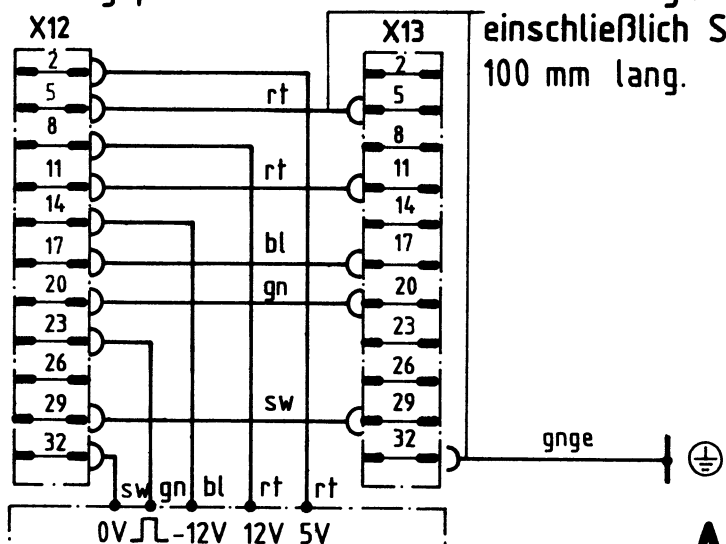 X12
X13
einschließlich S
100 mm lang.
2
2
5
rt
5
8
8
11
rt
11
14
14
17
bl
17
20
gn
20
23
23
26
26
29
sw
29
32
32
gnge
sw gn bl rt rt
0V -12V 12V 5V